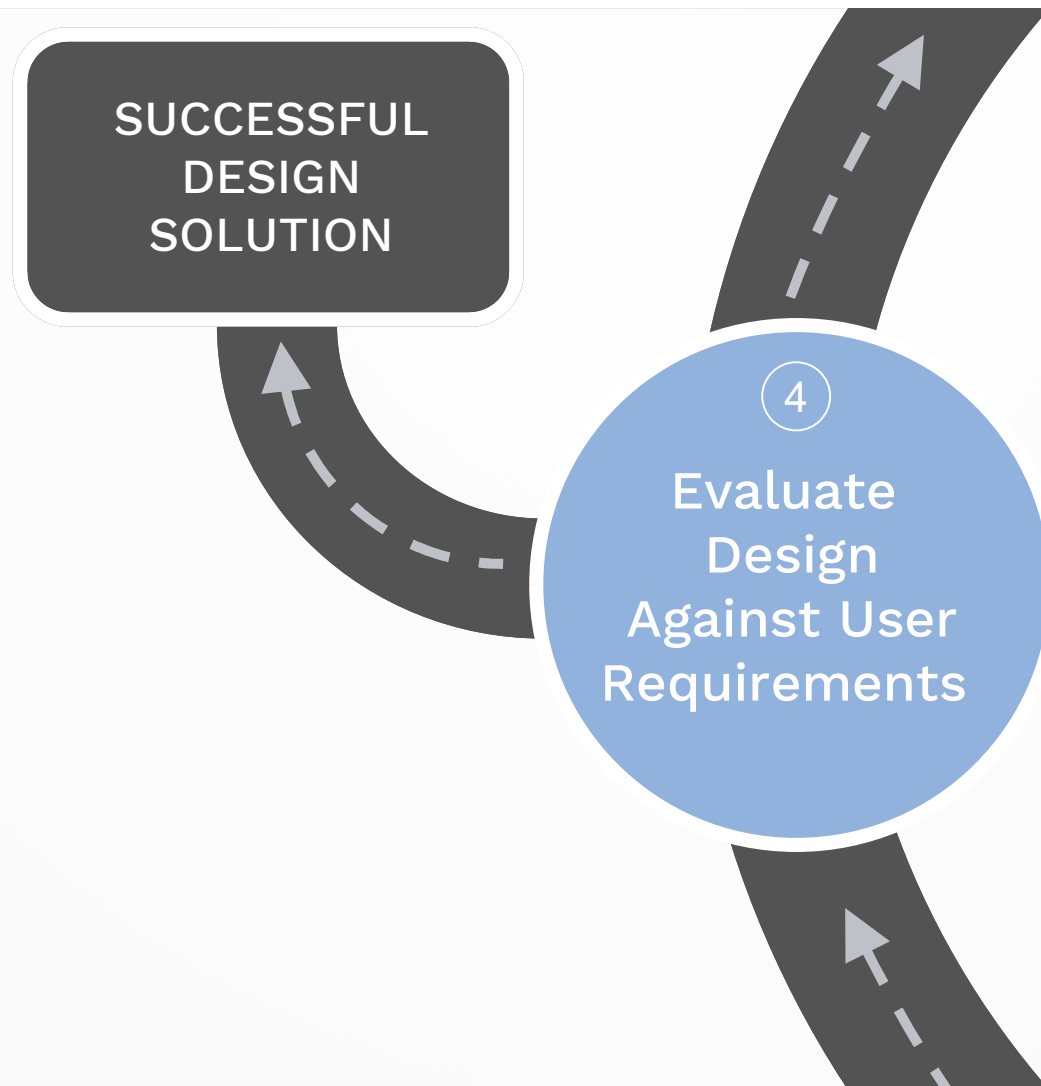 SUCCESSFUL
DESIGN
SOLUTION
4
Evaluate
Design
Against User
Requirements